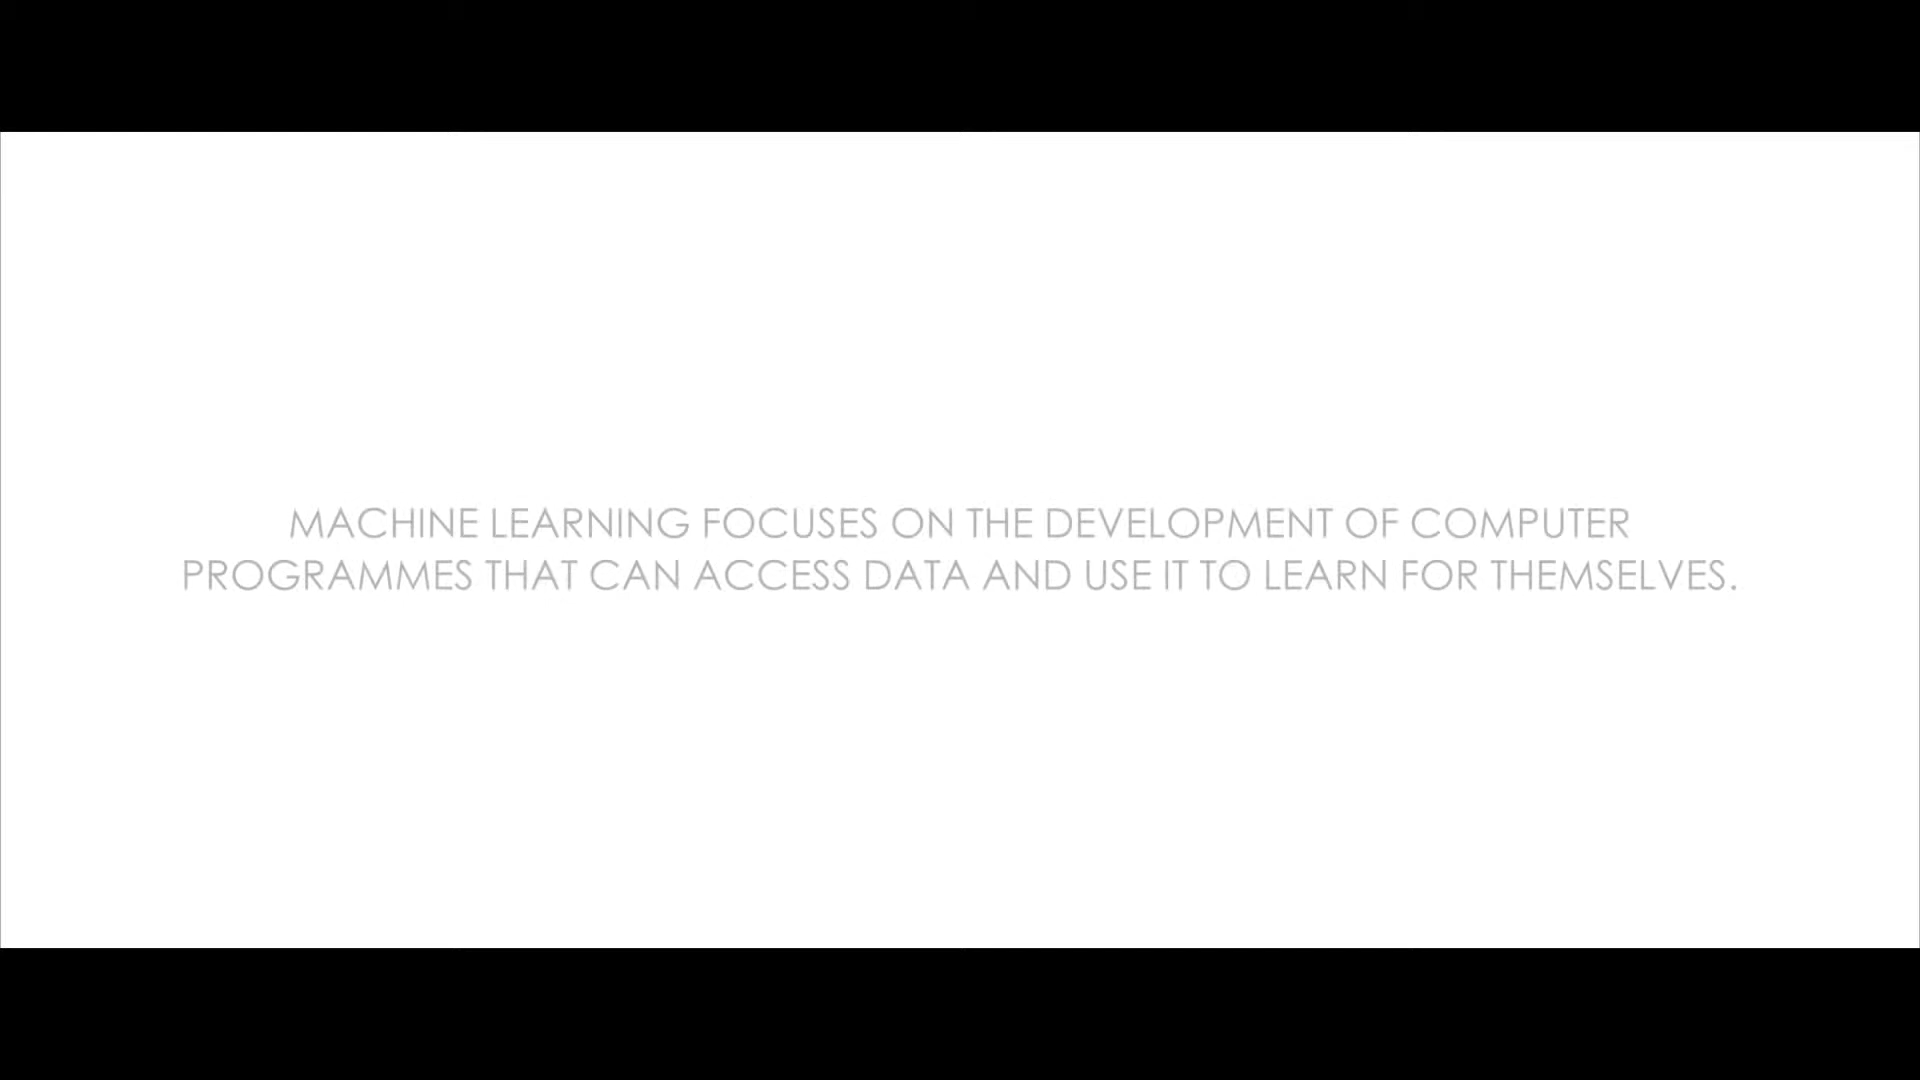 MACHINE LEARNING FOCUSES ON THE DEVELOPMENT OF COMPUTER
PROGRAMMES THAT CAN ACCESS DATA AND USE IT TO LEARN FOR THEMSELVES.